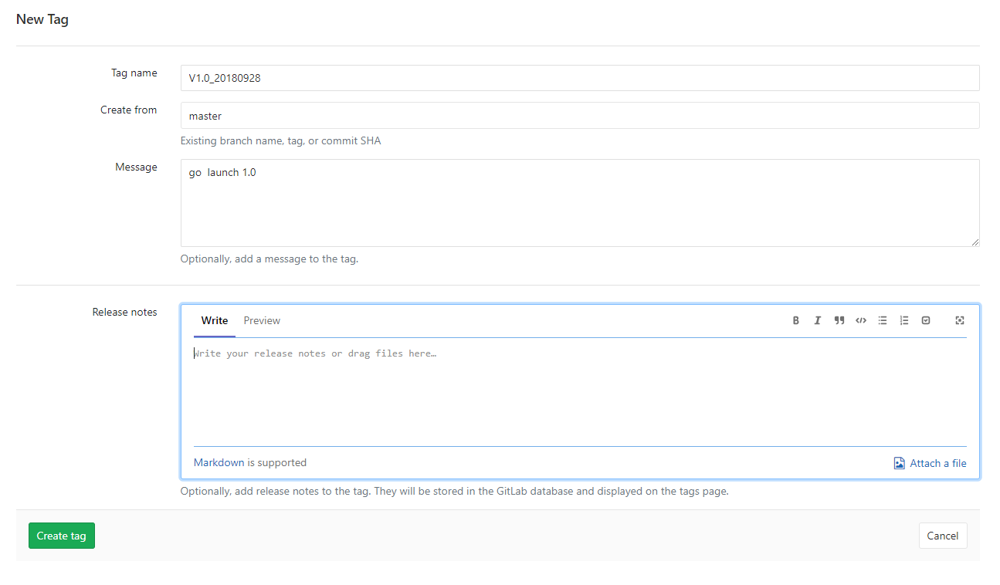 New Tag
Tag name
V1.0_20180928
Create from
master
Existing branch name, tag, or commit SHA
Message
go  launch 1.0
Optionally, add a message to the tag.
Release notes
Write Preview
Write your release notes or drag files here…
Markdown is supported
Attach a file
Optionally, add release notes to the tag. They will be stored in the GitLab database and displayed on the tags page.
Create tag
Cancel